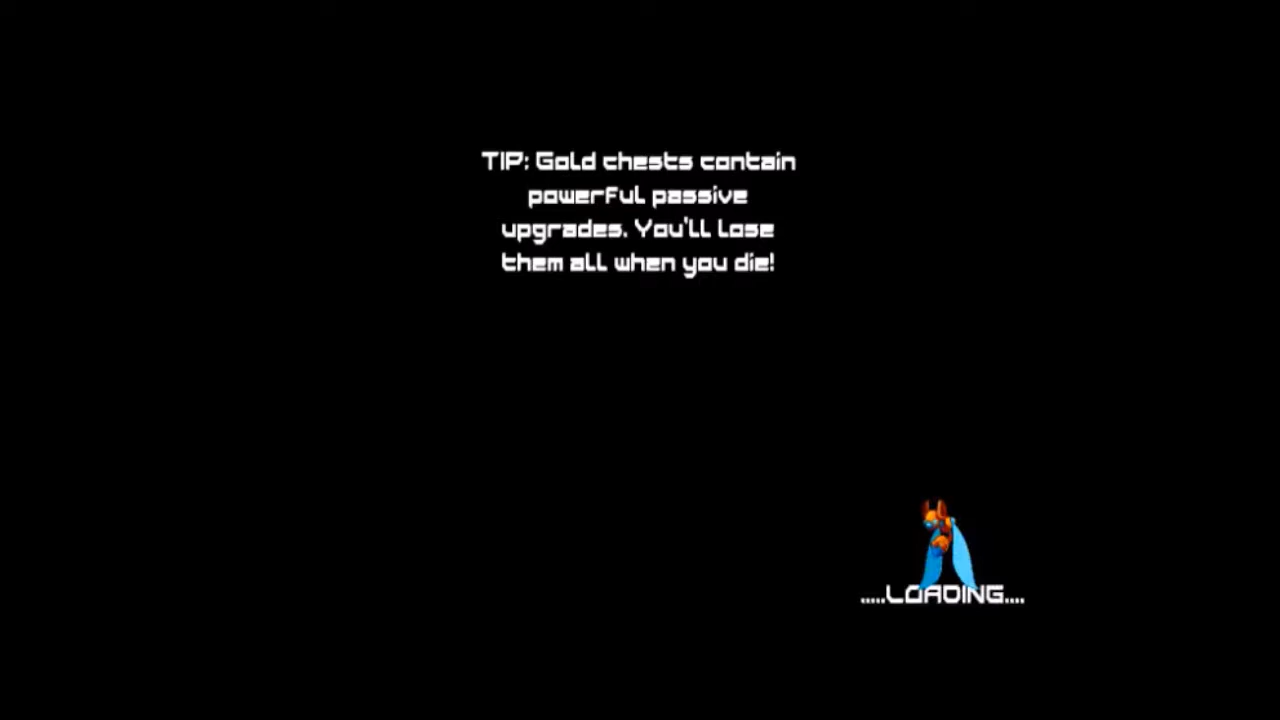 TIP: Gold chests contain
powerful passive
upgrades. You'll lose
them all when you die!
.....LOADING....